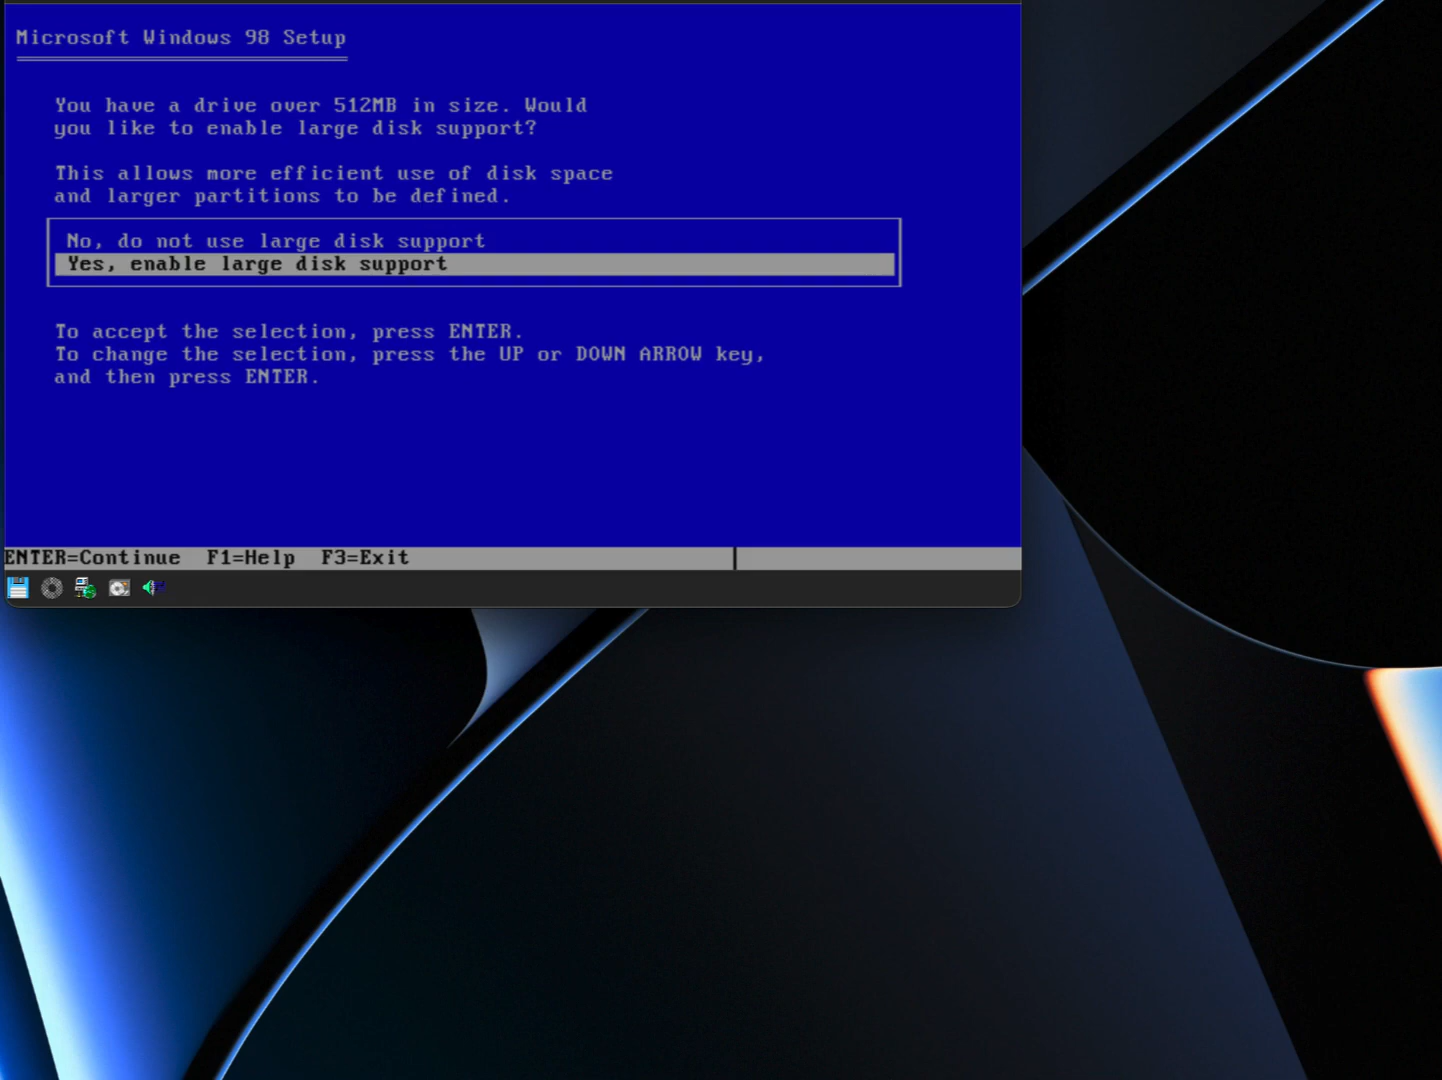 Microsoft Windows 98 Setup
You have a drive over 512MB in size. Would
you like to enable large disk support?
This allows more efficient use of disk space
and larger partitions to be defined.
No, do not use large disk support
Yes, enable large disk support
To accept the selection, press ENTER.
To change the selection, press the UP or DOWN ARROW key,
and then press ENTER.
ENTER=Continue  F1=Help  F3=Exit